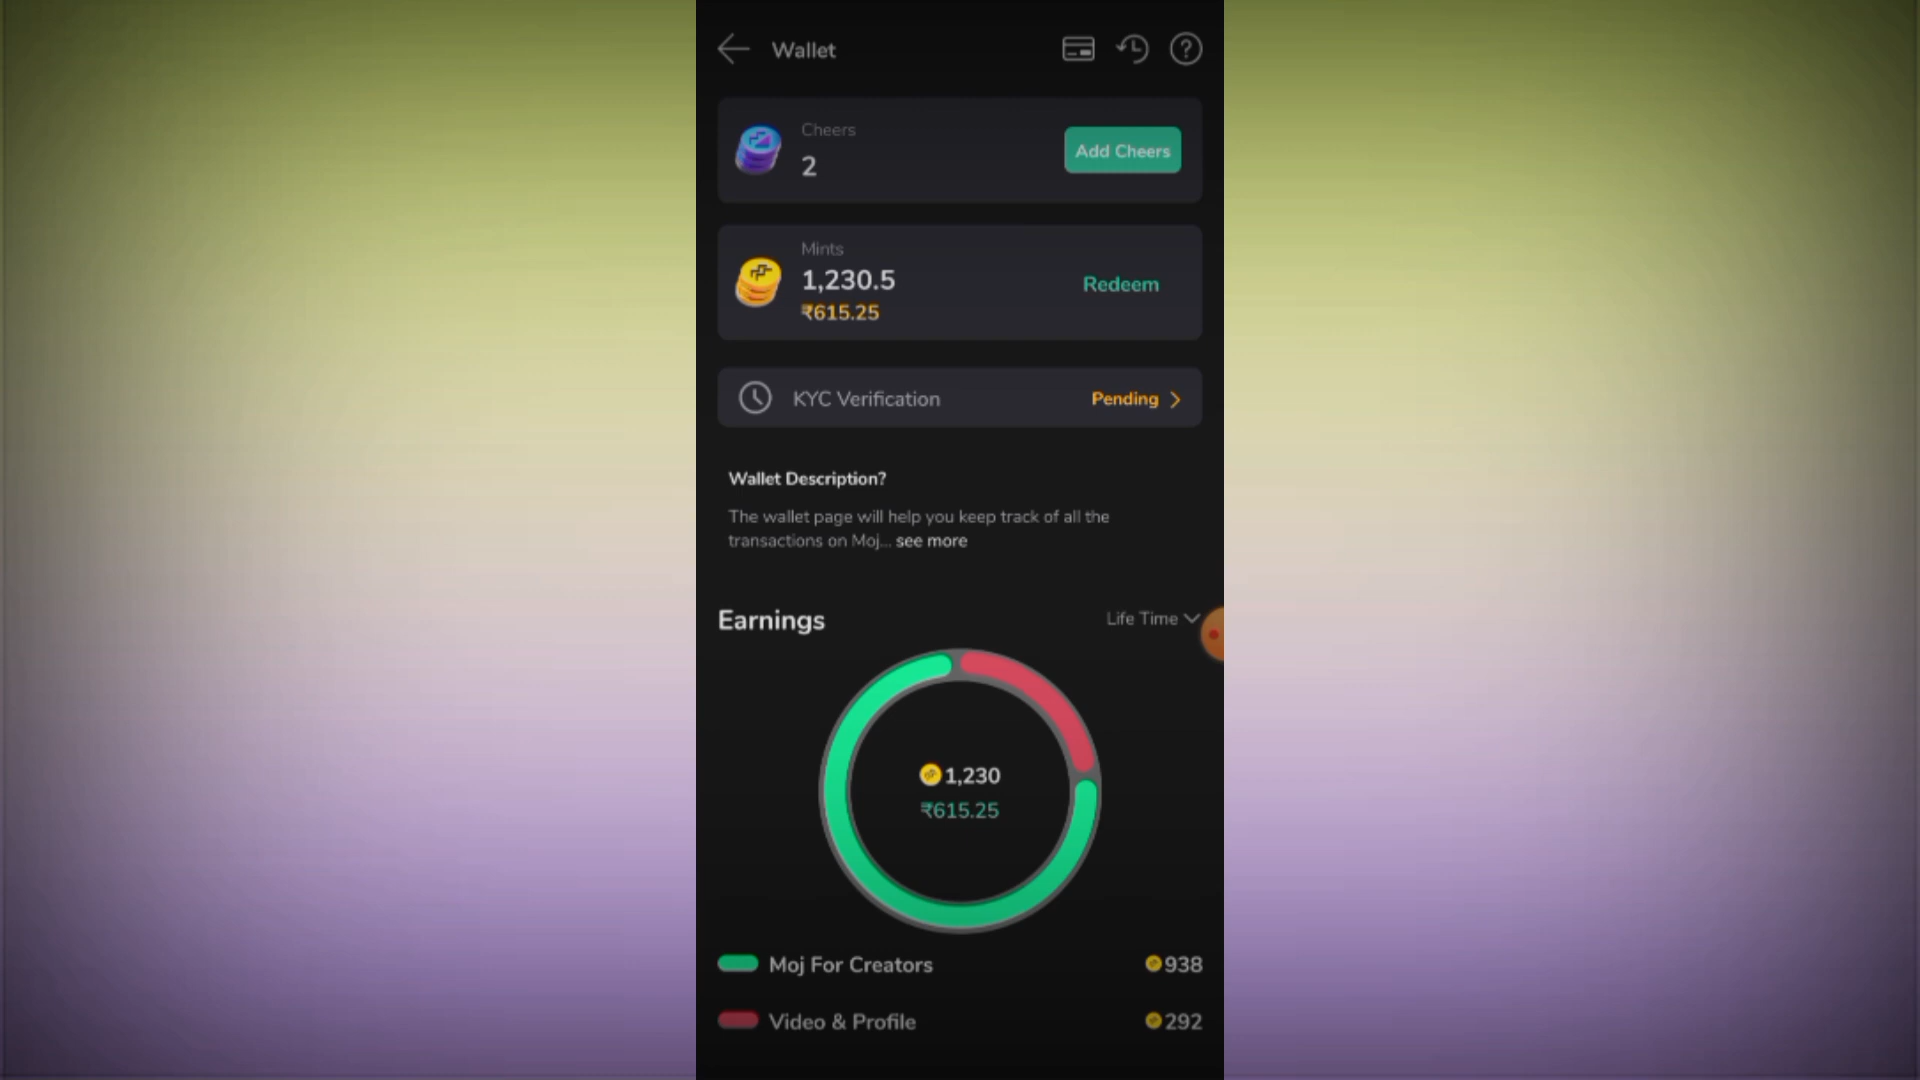 Wallet
Cheers
2
Add Cheers
Mints
1,230.5
₹615.25
Redeem
KYC Verification
Pending
Wallet Description?
The wallet page will help you keep track of all the
transactions on Moj... see more
Earnings
Life Time
1,230
₹615.25
Moj For Creators
938
Video & Profile
292